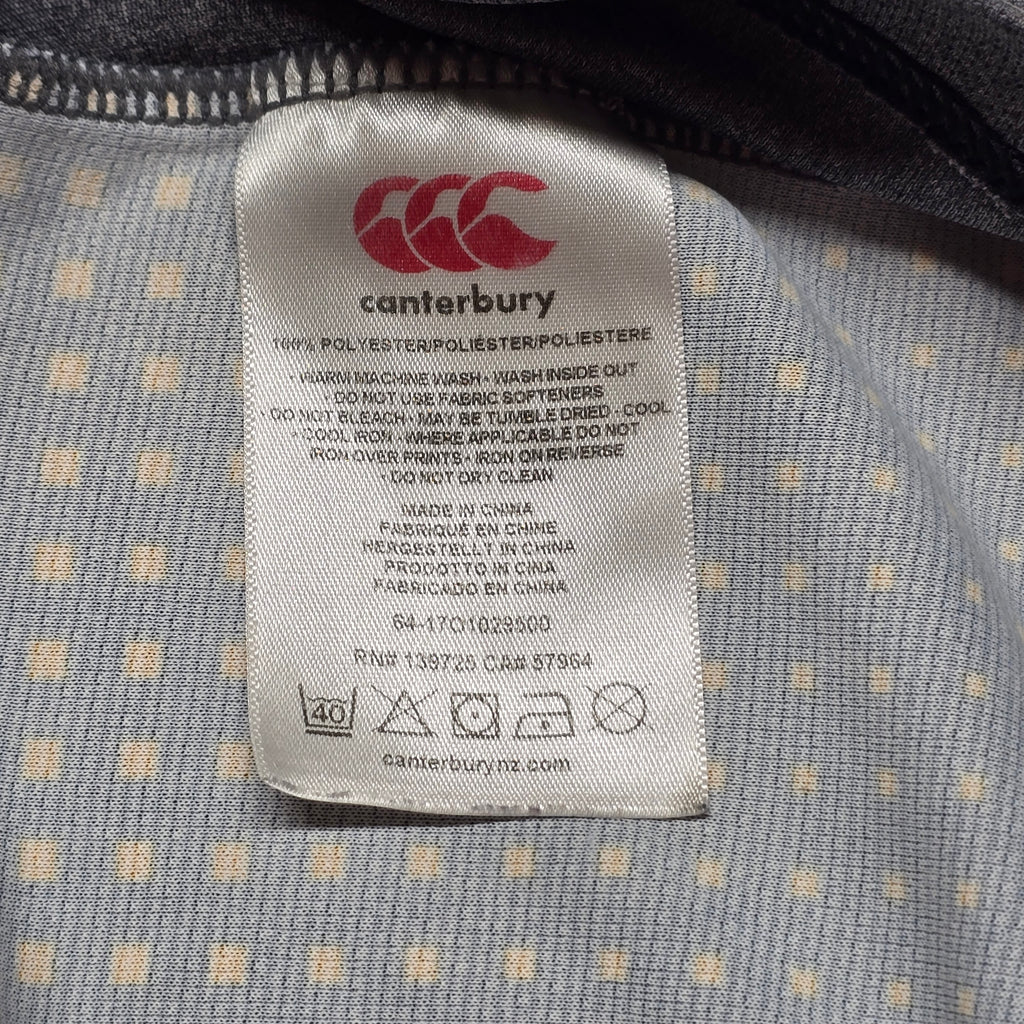 canterbury
100% POLYESTER/POLIÉSTER/POLIESTERE
· WARM MACHINE WASH · WASH INSIDE OUT
· DO NOT USE FABRIC SOFTENERS
· DO NOT BLEACH · MAY BE TUMBLE DRIED - COOL
· COOL IRON · WHERE APPLICABLE DO NOT
IRON OVER PRINTS · IRON ON REVERSE
· DO NOT DRY CLEAN
MADE IN CHINA
FABRIQUÉ EN CHINE
HERGESTELLT IN CHINA
PRODOTTO IN CINA
FABRICADO EN CHINA
RN# 139725 CA# 57964
40
canterburynz.com